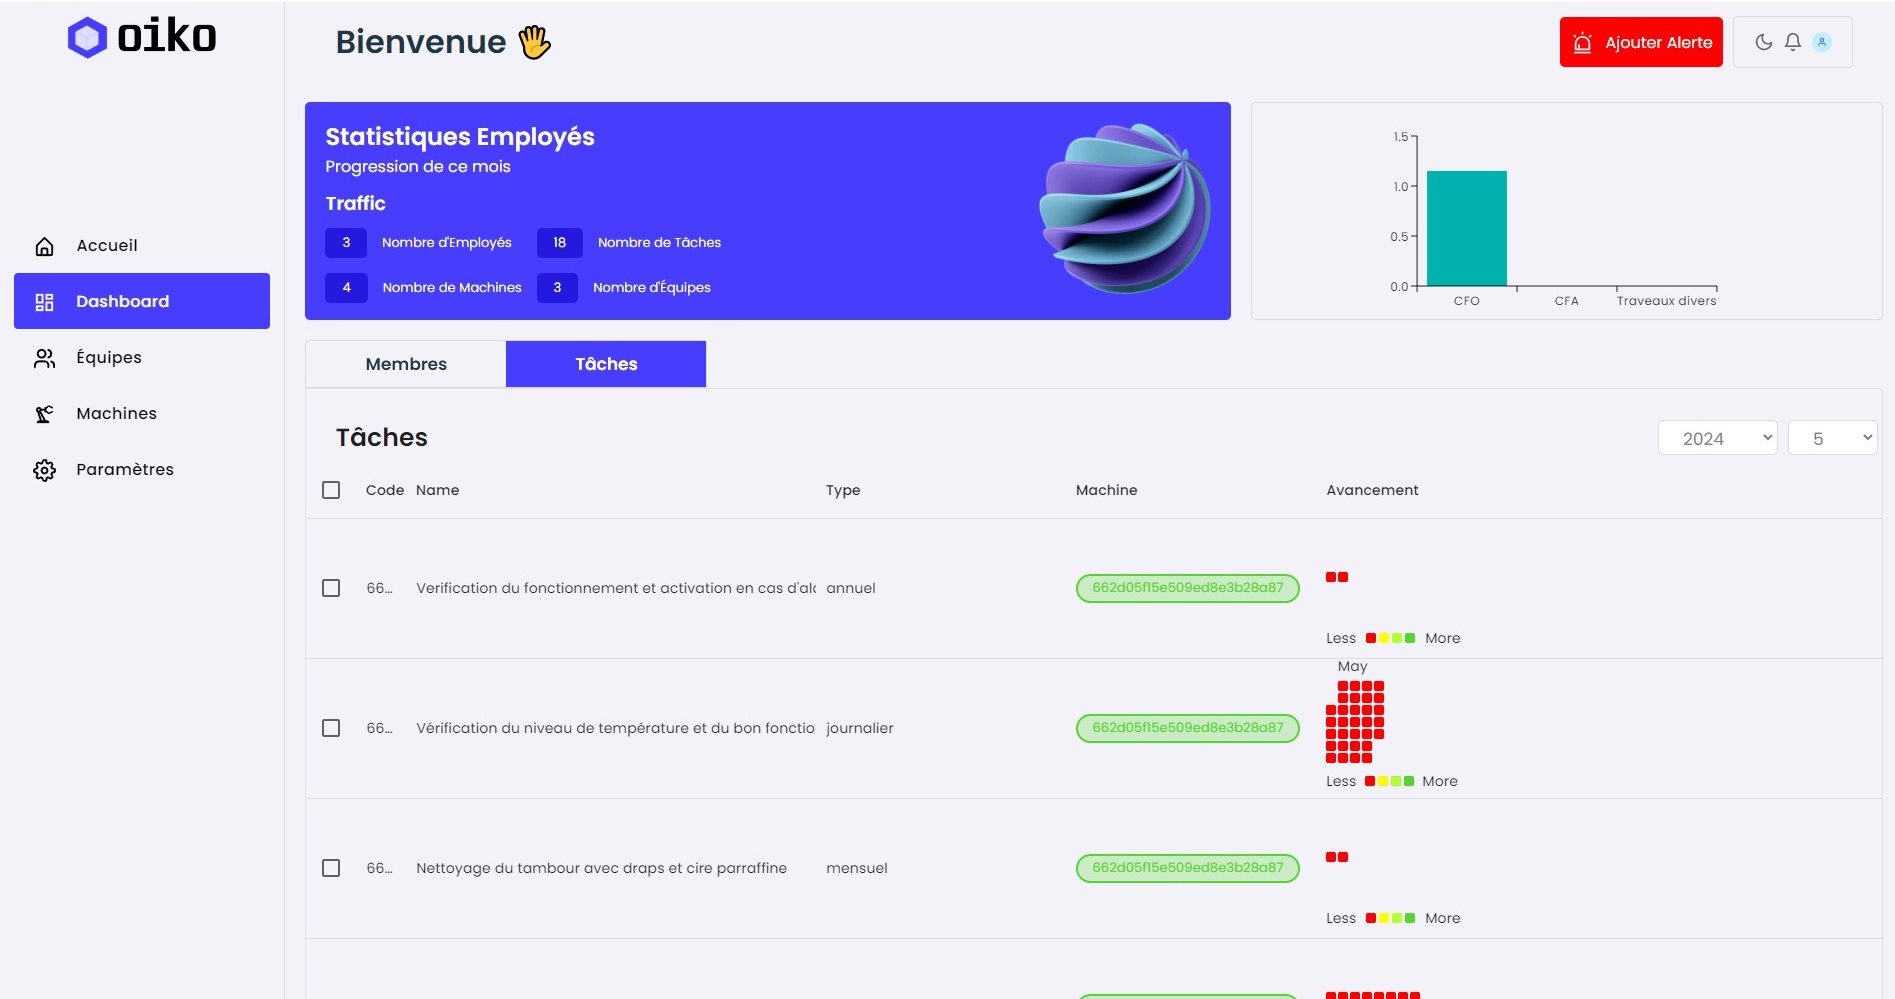 oiko
Bienvenue
Ajouter Alerte
Accueil
Dashboard
Équipes
Machines
Paramètres
Statistiques Employés
Progression de ce mois
Traffic
3 Nombre d'Employés 18 Nombre de Tâches
4 Nombre de Machines 3 Nombre d'Équipes
1.5
1.0
0.5
0.0
CFO CFA Traveaux divers
Membres Tâches
Tâches
2024 5
Code Name Type Machine Avancement
66... Verification du fonctionnement et activation en cas d'al annuel 662d05f15e509ed8e3b28a87
Less More
May
66... Vérification du niveau de température et du bon fonctio journalier 662d05f15e509ed8e3b28a87
Less More
66... Nettoyage du tambour avec draps et cire parraffine mensuel 662d05f15e509ed8e3b28a87
Less More